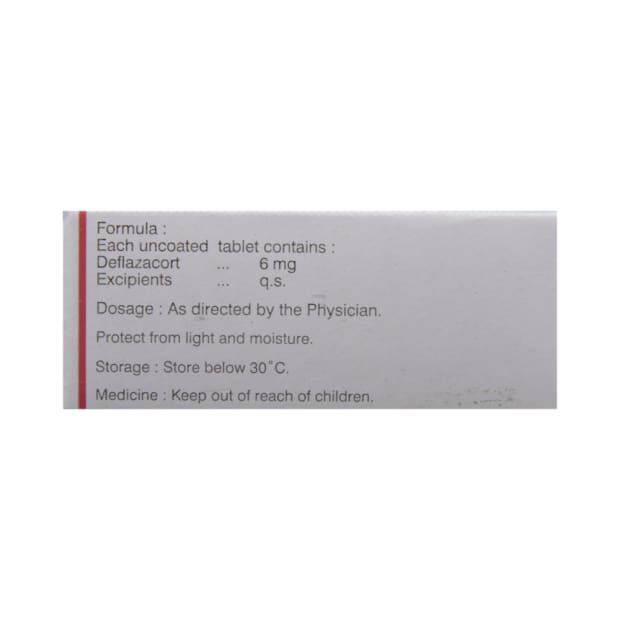 Formula :
Each uncoated tablet contains :
Deflazacort ... 6 mg
Excipients ... q.s.
Dosage : As directed by the Physician.
Protect from light and moisture.
Storage : Store below 30°C.
Medicine : Keep out of reach of children.